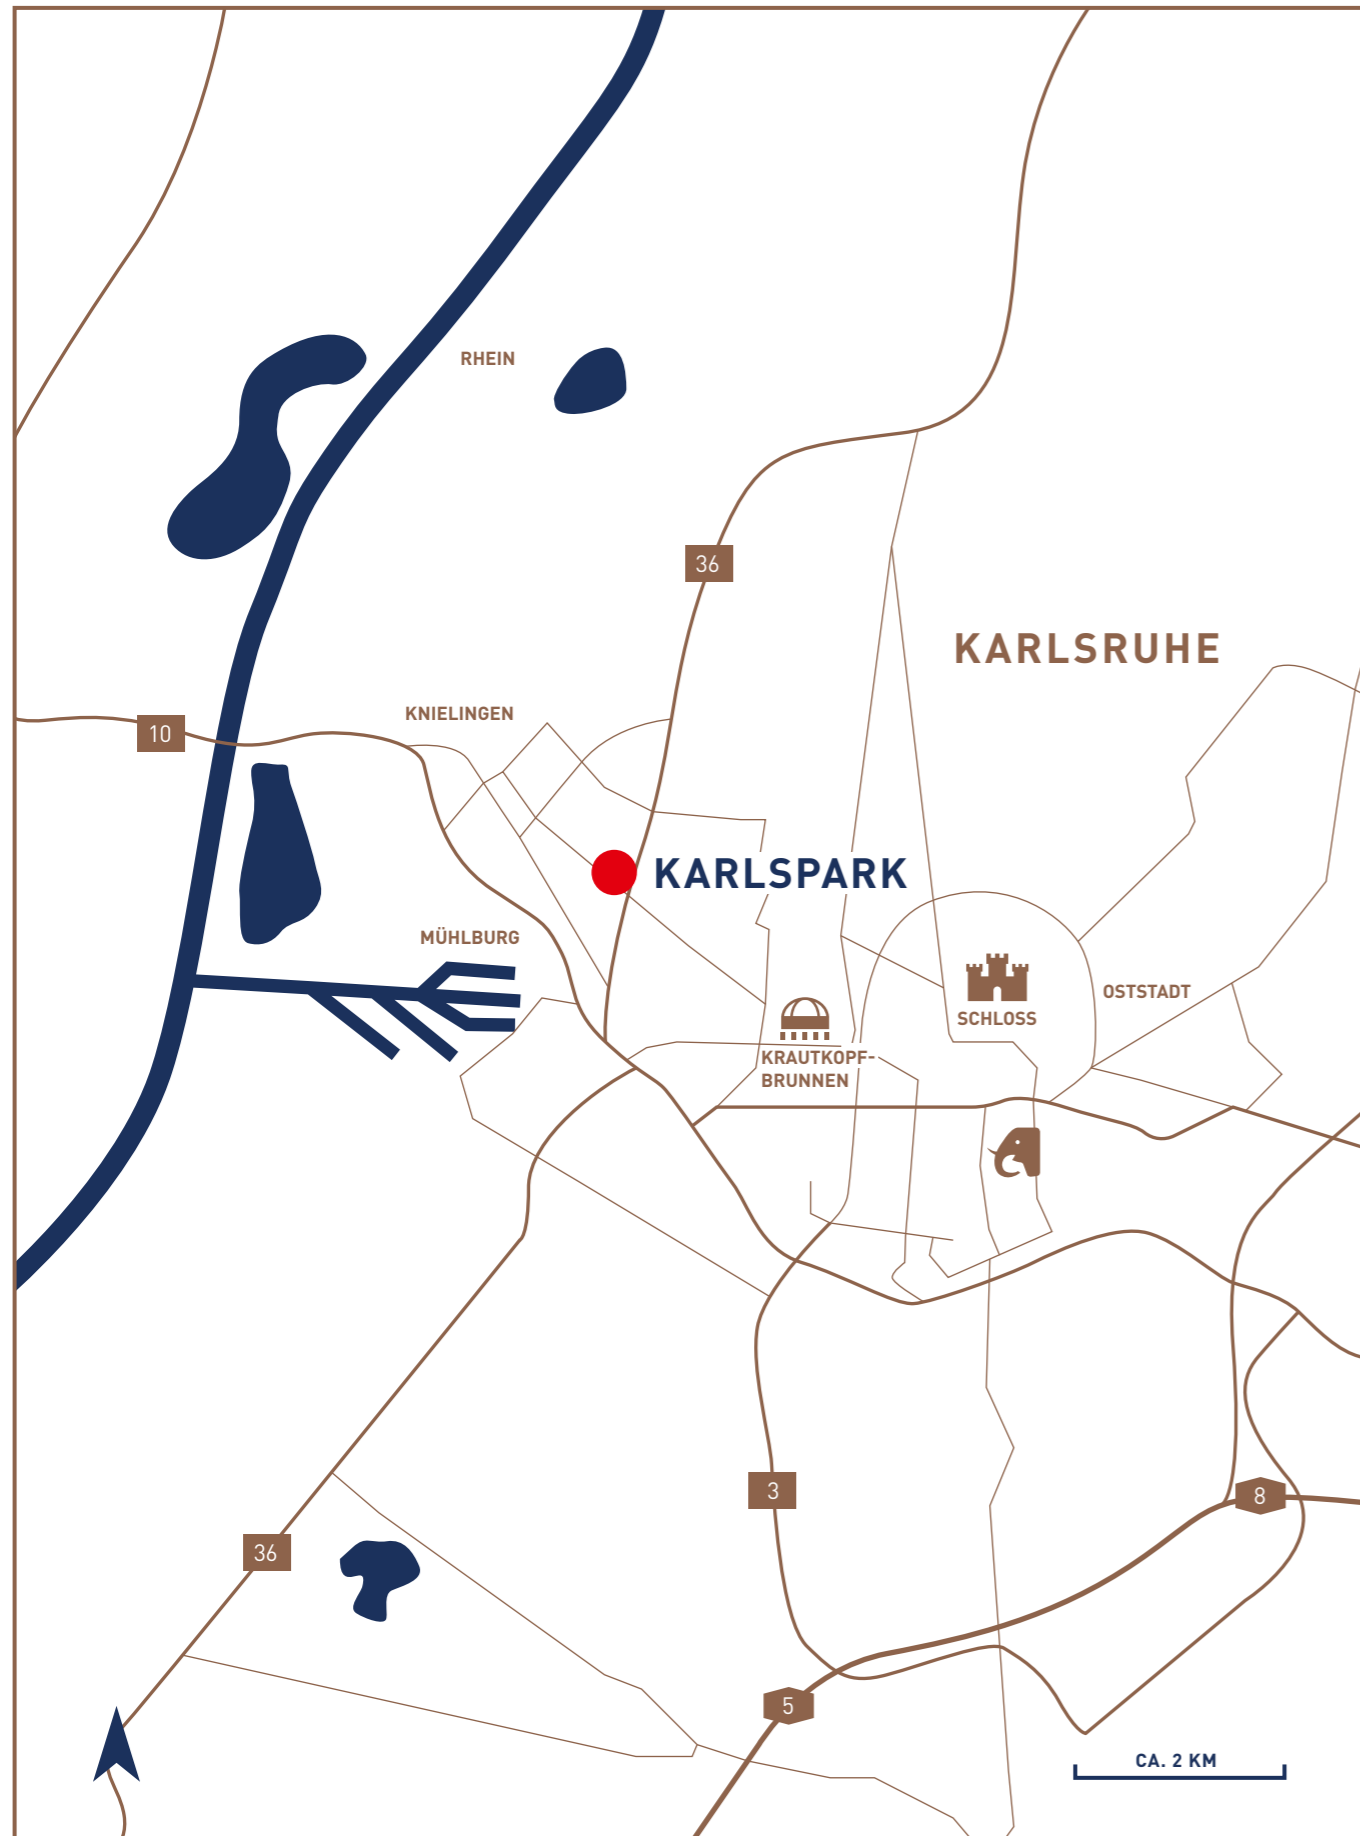 RHEIN
36
KARLSRUHE
KNIELINGEN
10
KARLSPARK
MÜHLBURG
OSTSTADT
SCHLOSS
KRAUTKOPF-
BRUNNEN
3
8
36
5
CA. 2 KM